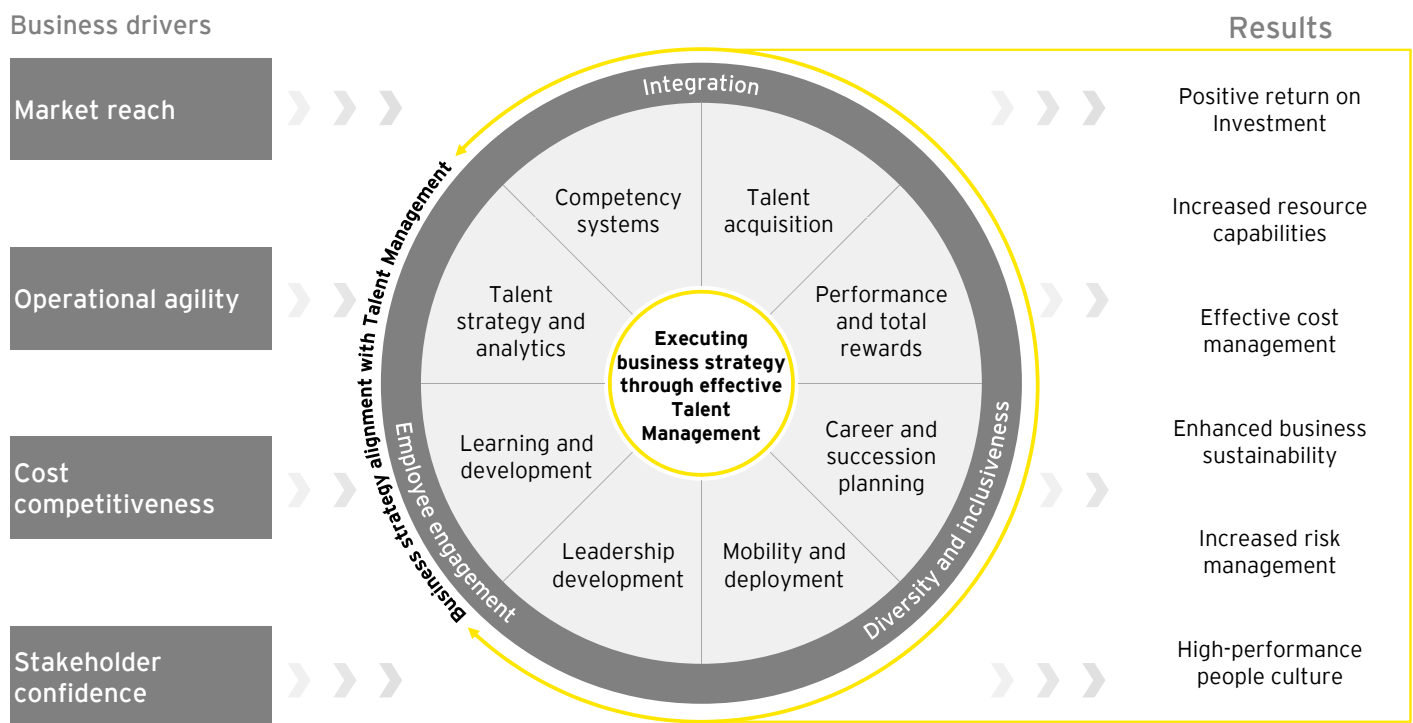 Business drivers
Market reach
Operational agility
Cost
competitiveness
Stakeholder
confidence
Business strategy alignment with Talent Management
Integration
Employee engagement
Diversity and inclusiveness
Competency
systems
Talent
acquisition
Talent
strategy and
analytics
Performance
and total
rewards
Executing
business strategy
through effective
Talent
Management
Learning and
development
Career and
succession
planning
Leadership
development
Mobility and
deployment
Results
Positive return on
Investment
Increased resource
capabilities
Effective cost
management
Enhanced business
sustainability
Increased risk
management
High-performance
people culture